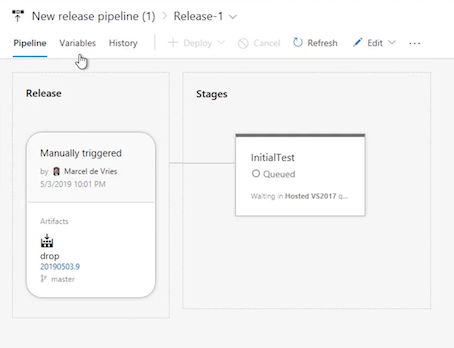 New release pipeline (1) > Release-1
Pipeline Variables History Deploy Cancel Refresh Edit ...
Release
Stages
Manually triggered
by Marcel de Vries
5/3/2019 10:01 PM
Artifacts
drop
20190503.9
master
InitialTest
Queued
Waiting in Hosted VS2017 q...